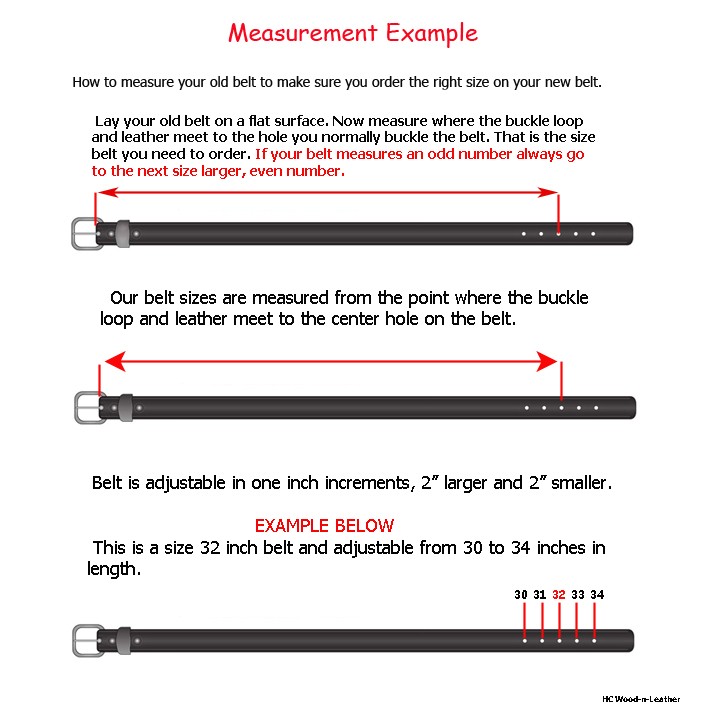 Measurement Example
How to measure your old belt to make sure you order the right size on your new belt.
Lay your old belt on a flat surface. Now measure where the buckle loop
and leather meet to the hole you normally buckle the belt. That is the size
belt you need to order. If your belt measures an odd number always go
to the next size larger, even number.
Our belt sizes are measured from the point where the buckle
loop and leather meet to the center hole on the belt.
Belt is adjustable in one inch increments, 2” larger and 2” smaller.
EXAMPLE BELOW
This is a size 32 inch belt and adjustable from 30 to 34 inches in
length.
30 31 32 33 34
HC Wood-n-Leather